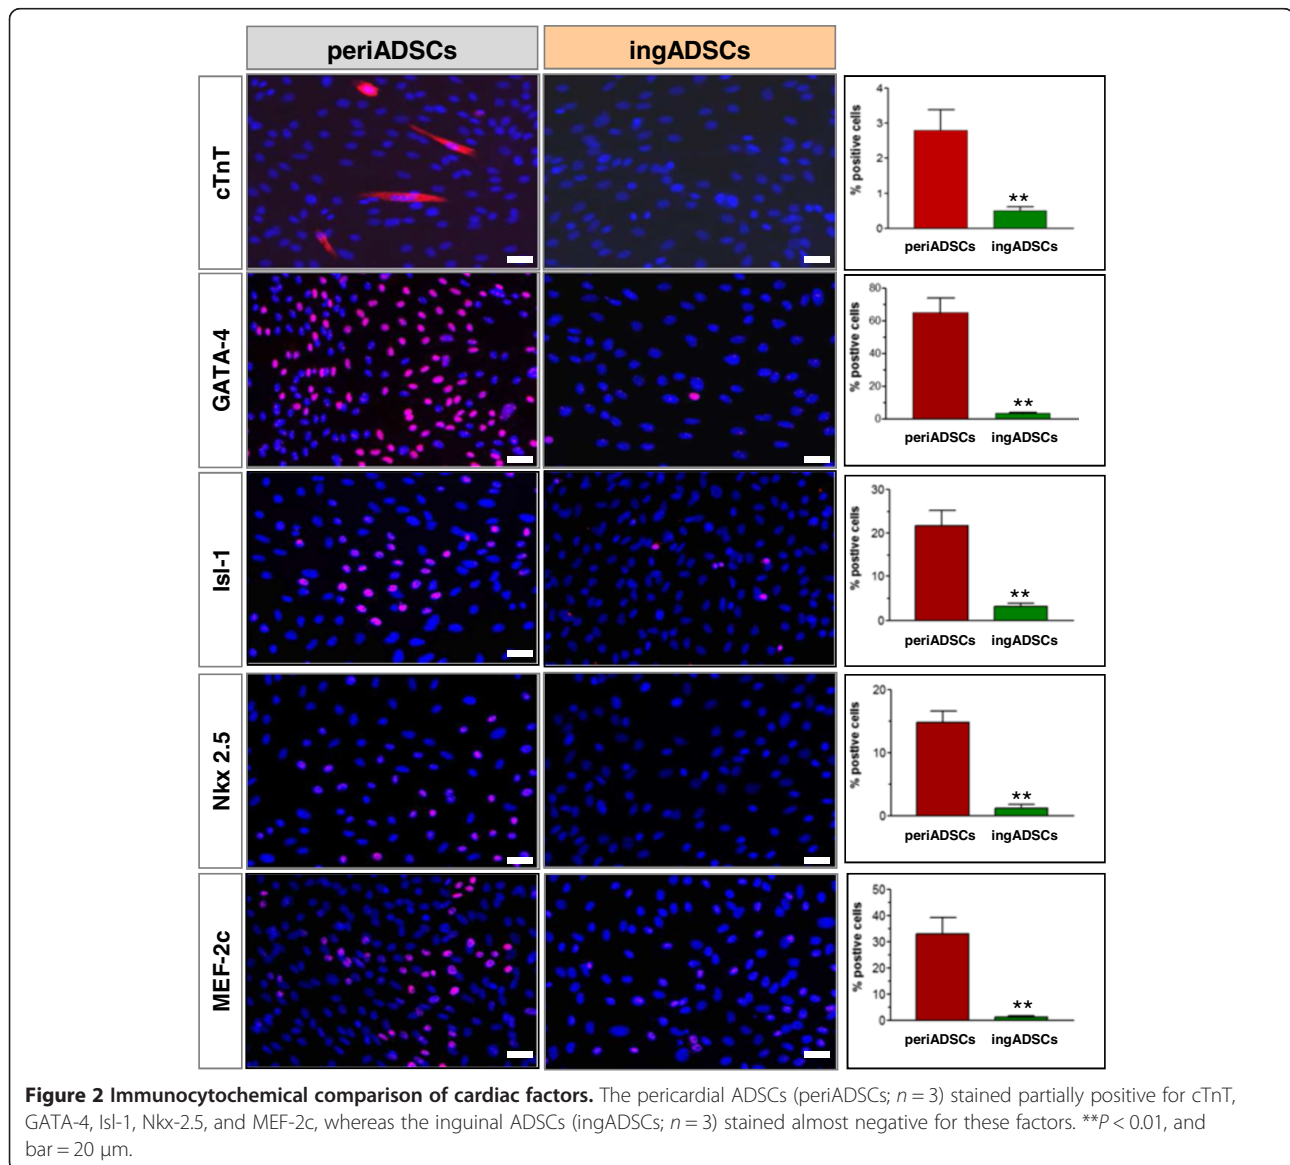 periADSCs ingADSCs
cTnT
% positive cells
4
3
2
1
0
**
periADSCs ingADSCs
GATA-4
% postive cells
80
60
40
20
0
**
periADSCs ingADSCs
Isl-1
% postive cells
30
20
10
0
**
periADSCs ingADSCs
Nkx 2.5
% postive cells
20
10
0
**
periADSCs ingADSCs
MEF-2c
% postive cells
50
40
30
20
10
0
**
periADSCs ingADSCs
Figure 2 Immunocytochemical comparison of cardiac factors. The pericardial ADSCs (periADSCs; n = 3) stained partially positive for cTnT,
GATA-4, Isl-1, Nkx-2.5, and MEF-2c, whereas the inguinal ADSCs (ingADSCs; n = 3) stained almost negative for these factors. **P < 0.01, and
bar = 20 µm.